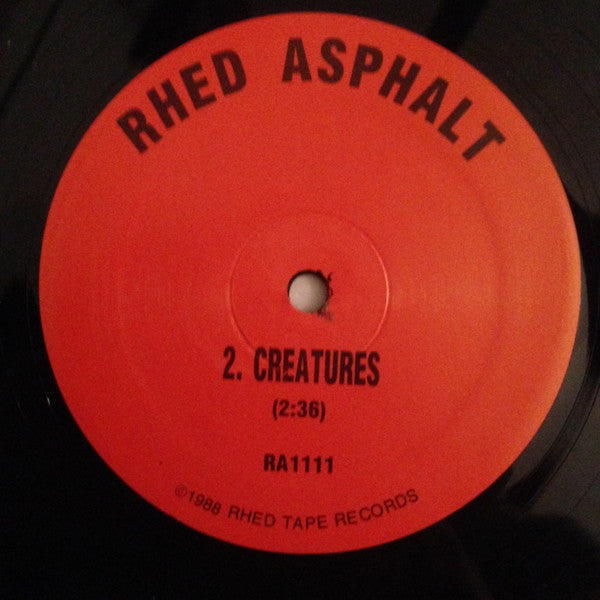 RHED ASPHALT
2. CREATURES
(2:36)
RA1111
©1988 RHED TAPE RECORDS